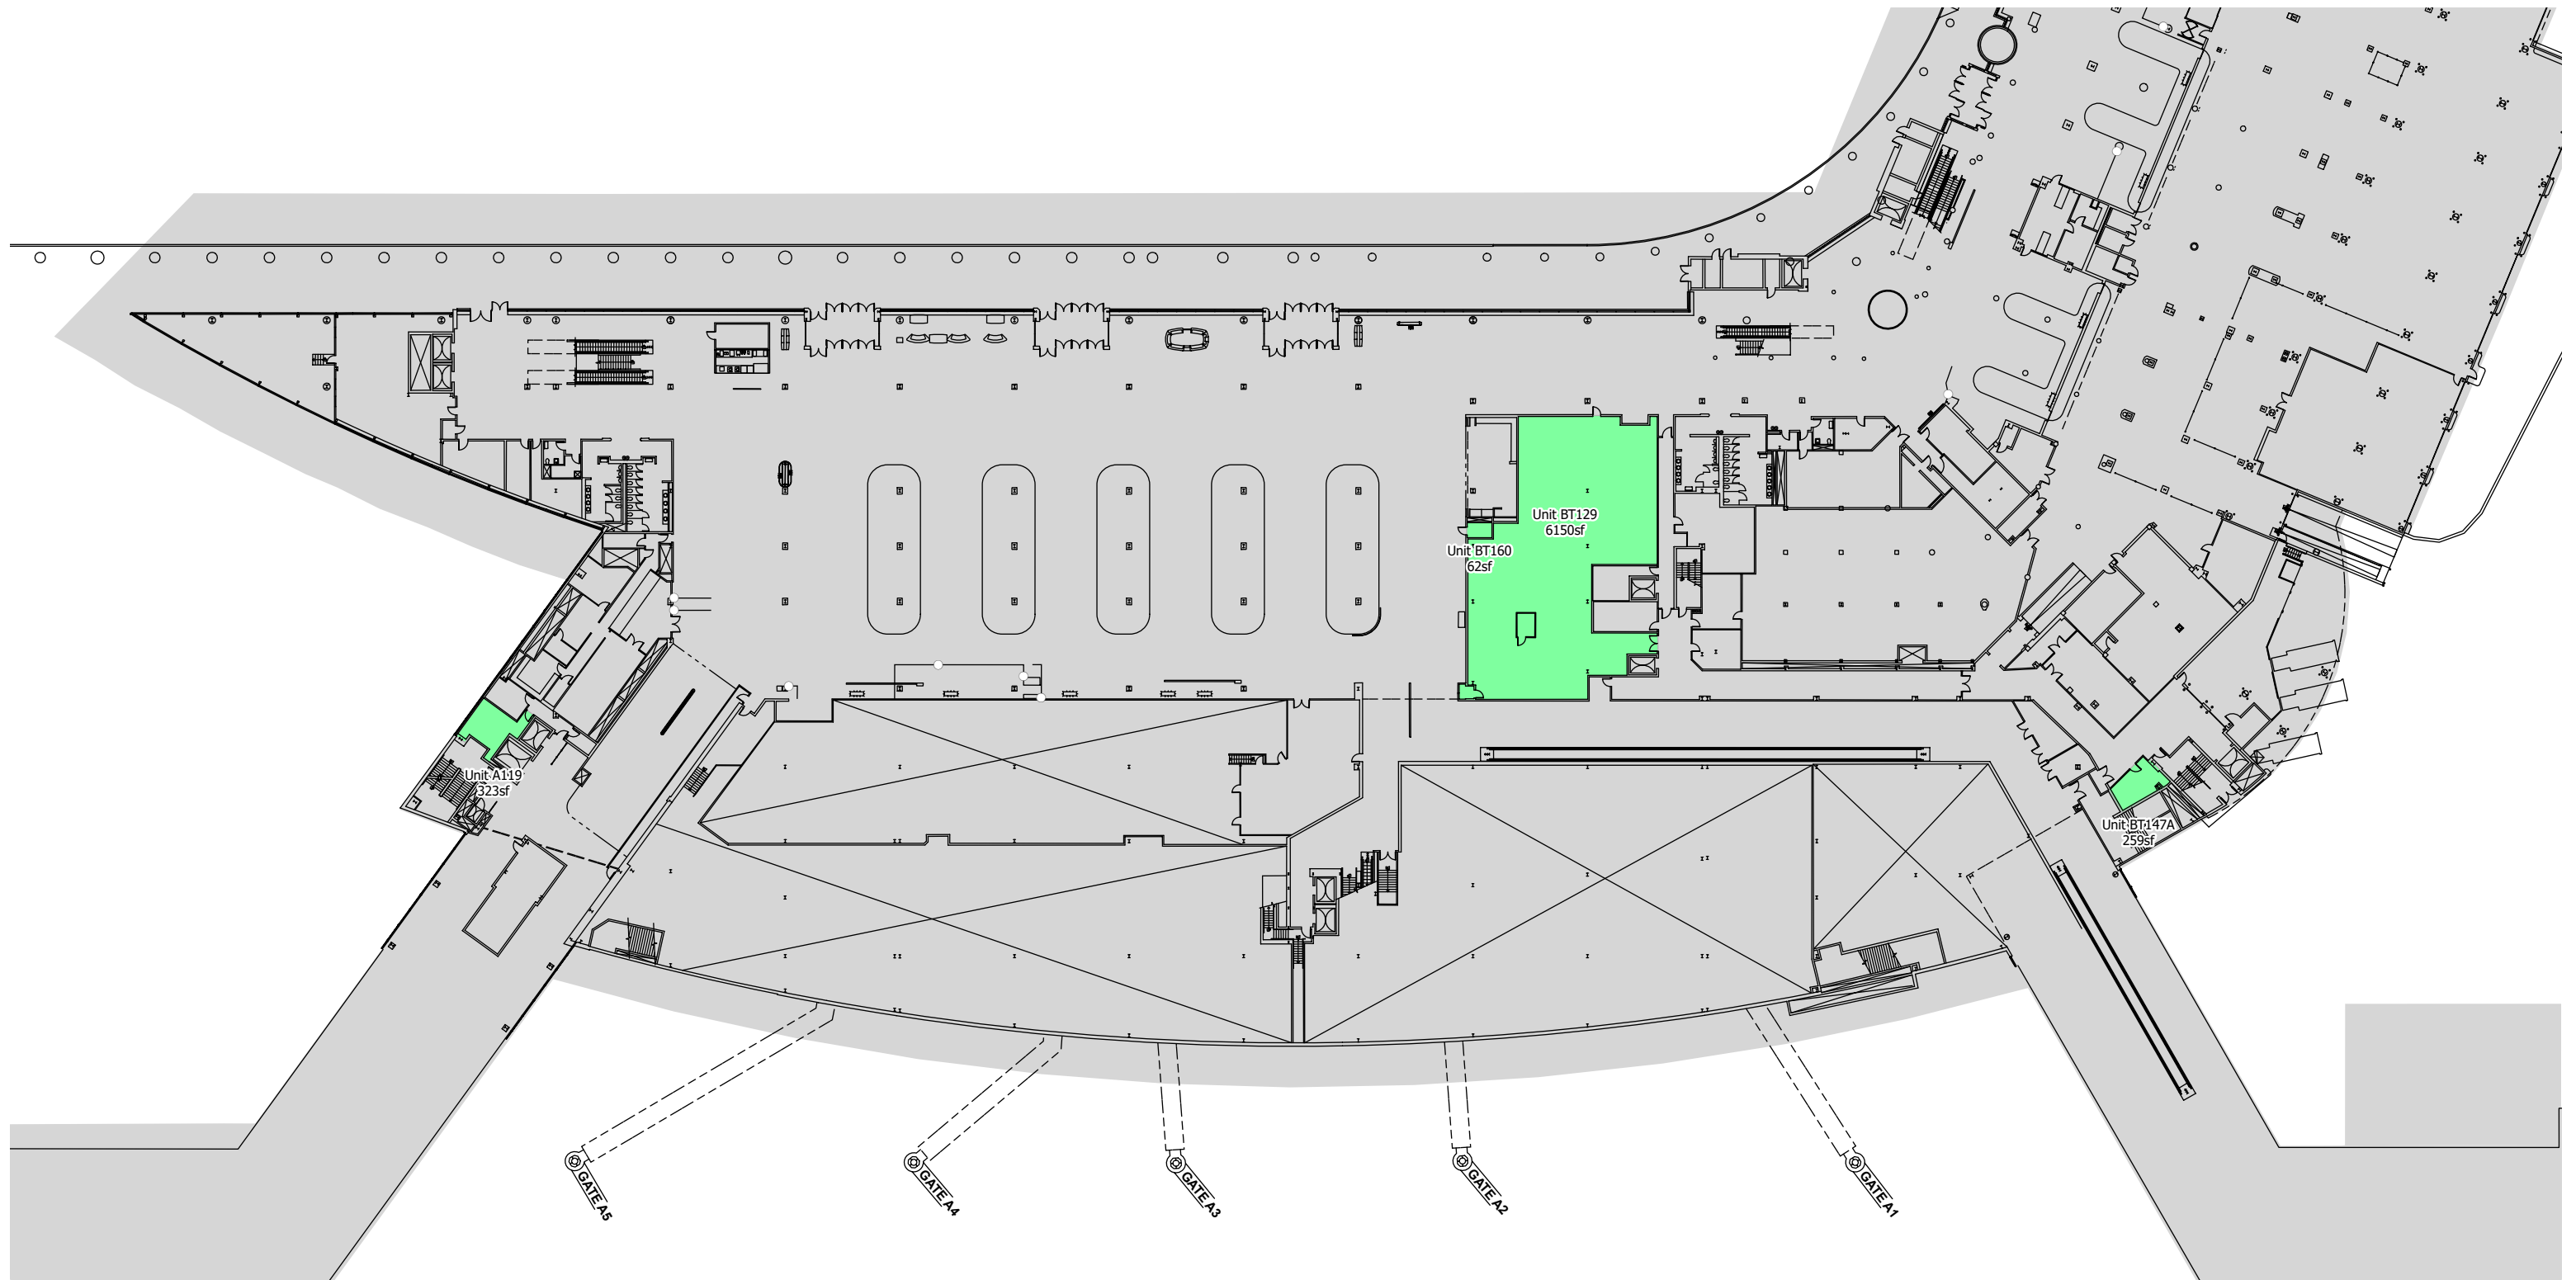 Unit BT129
6150sf
Unit BT160
62sf
Unit A119
323sf
Unit BT147A
259sf
GATE A5
GATE A4
GATE A3
GATE A2
GATE A1